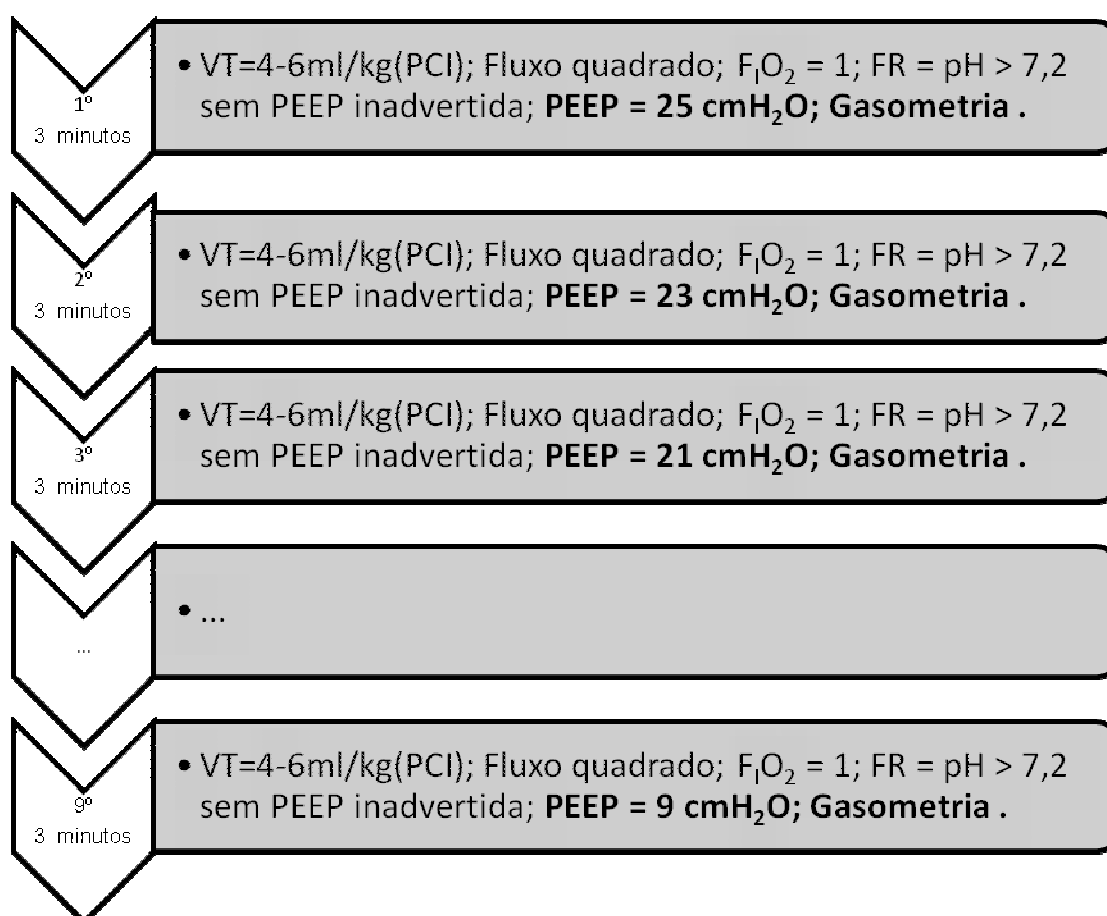 1º
3 minutos
• VT=4-6ml/kg(PCI); Fluxo quadrado; FIO2 = 1; FR = pH > 7,2
sem PEEP inadvertida; PEEP = 25 cmH2O; Gasometria .
2º
3 minutos
• VT=4-6ml/kg(PCI); Fluxo quadrado; FIO2 = 1; FR = pH > 7,2
sem PEEP inadvertida; PEEP = 23 cmH2O; Gasometria .
3º
3 minutos
• VT=4-6ml/kg(PCI); Fluxo quadrado; FIO2 = 1; FR = pH > 7,2
sem PEEP inadvertida; PEEP = 21 cmH2O; Gasometria .
...
• ...
9º
3 minutos
• VT=4-6ml/kg(PCI); Fluxo quadrado; FIO2 = 1; FR = pH > 7,2
sem PEEP inadvertida; PEEP = 9 cmH2O; Gasometria .